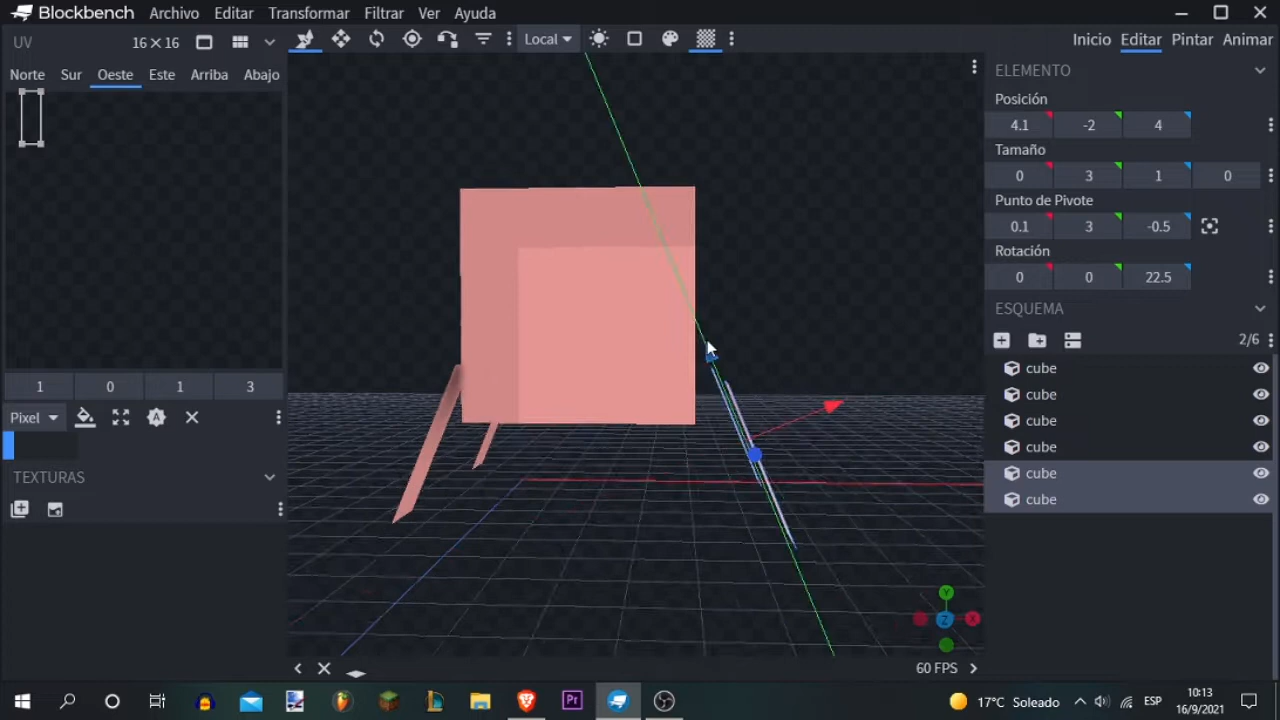 Blockbench Archivo Editar Transformar Filtrar Ver Ayuda
UV 16×16 Local Inicio Editar Pintar Animar
Norte Sur Oeste Este Arriba Abajo
ELEMENTO
Posición
4.1 -2 4
Tamaño
0 3 1 0
Punto de Pivote
0.1 3 -0.5
Rotación
0 0 22.5
ESQUEMA
2/6
cube
cube
cube
cube
cube
cube
1 0 1 3
Pixel
TEXTURAS
Y
Z X
60 FPS
Pr 17°C Soleado ESP 10:13
16/9/2021